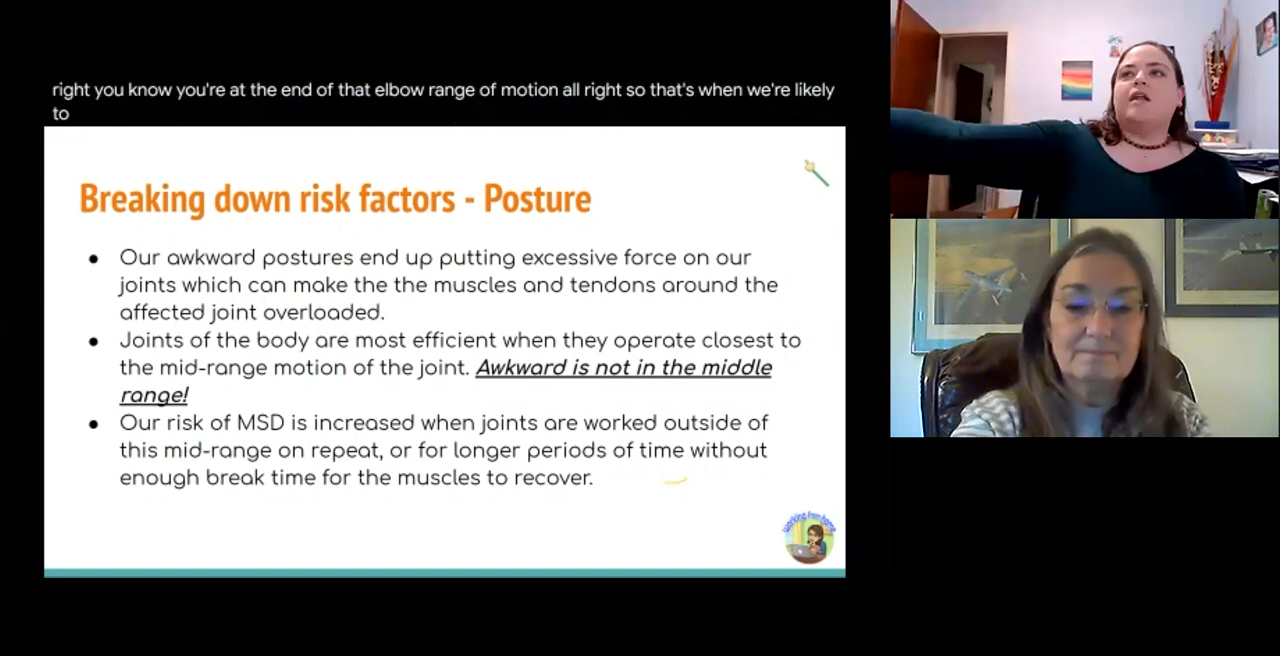 right you know you're at the end of that elbow range of motion all right so that's when we're likely
to
Breaking down risk factors - Posture
● Our awkward postures end up putting excessive force on our
joints which can make the the muscles and tendons around the
affected joint overloaded.
● Joints of the body are most efficient when they operate closest to
the mid-range motion of the joint. Awkward is not in the middle
range!
● Our risk of MSD is increased when joints are worked outside of
this mid-range on repeat, or for longer periods of time without
enough break time for the muscles to recover.
Working from home